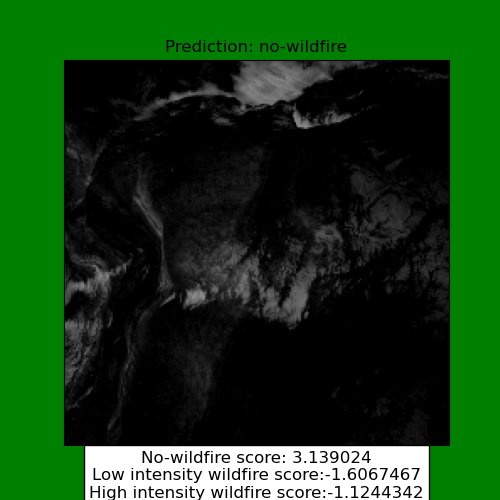 Prediction: no-wildfire
No-wildfire score: 3.139024
Low intensity wildfire score:-1.6067467
High intensity wildfire score:-1.1244342